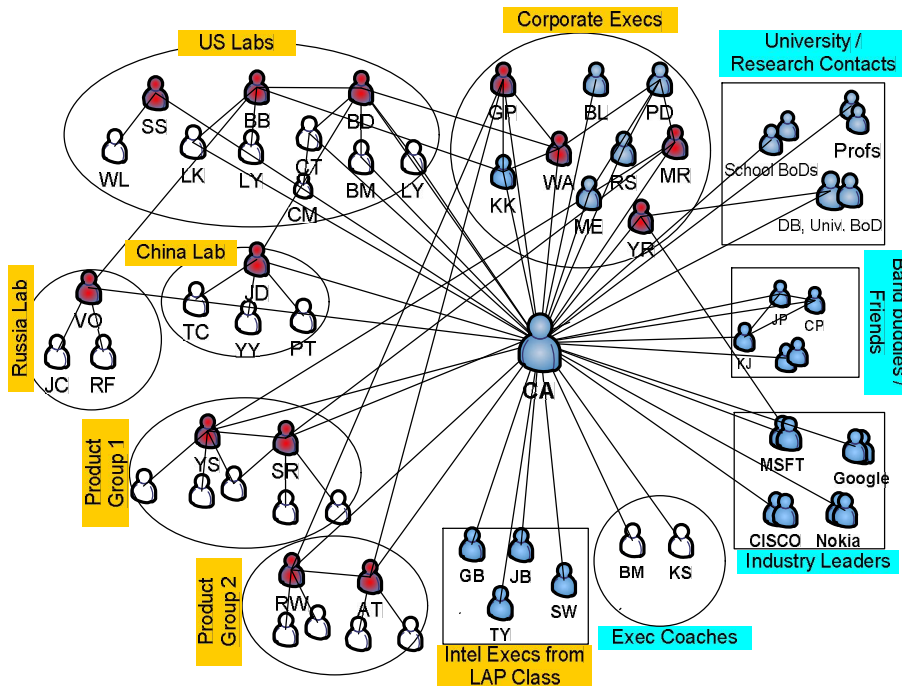 Corporate Execs
US Labs
University /
Research Contacts
GP
BL
PD
SS
BB
BD
Profs
School BoDs
WL
LK
LY
CT
BM
LY
CM
KK
WA
RS
MR
ME
YR
DB, Univ. BoD
China Lab
JD
Russia Lab
VO
TC
YY
PT
JC
RF
CA
JP
CP
KJ
Band Buddies /
Friends
Product
Group 1
YS
SR
MSFT
Google
CISCO
Nokia
Industry Leaders
Product
Group 2
RW
AT
GB
JB
TY
SW
BM
KS
Exec Coaches
Intel Execs from
LAP Class